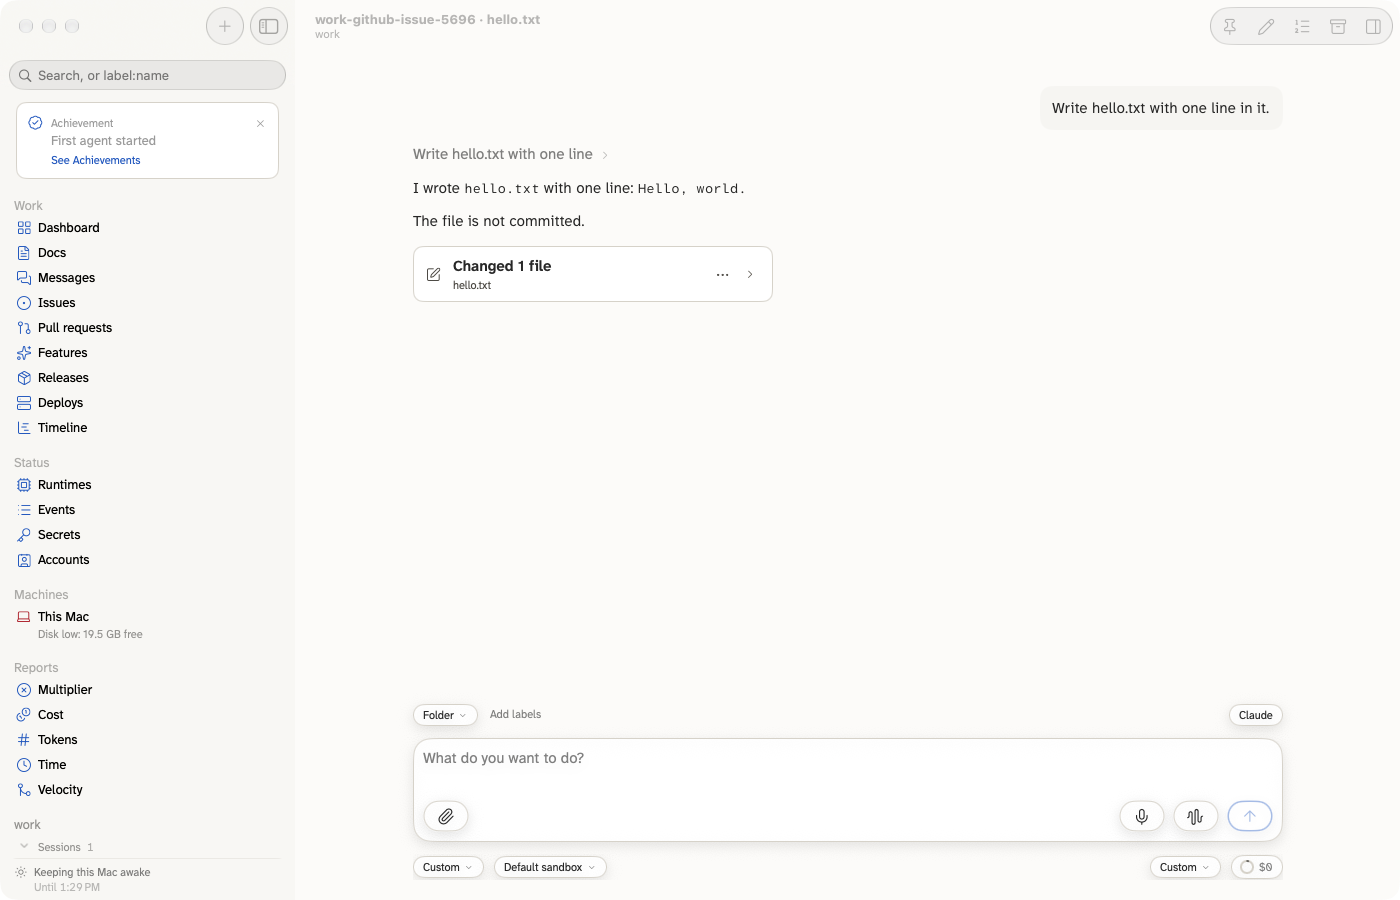 work-github-issue-5696 · hello.txt
work
Search, or label:name
Achievement
First agent started
See Achievements
Work
Dashboard
Docs
Messages
Issues
Pull requests
Features
Releases
Deploys
Timeline
Status
Runtimes
Events
Secrets
Accounts
Machines
This Mac
Disk low: 19.5 GB free
Reports
Multiplier
Cost
Tokens
Time
Velocity
work
Sessions 1
Keeping this Mac awake
Until 1:29 PM
Write hello.txt with one line in it.
Write hello.txt with one line
I wrote hello.txt with one line: Hello, world.
The file is not committed.
Changed 1 file
hello.txt
Folder
Add labels
Claude
What do you want to do?
Custom
Default sandbox
Custom
$0